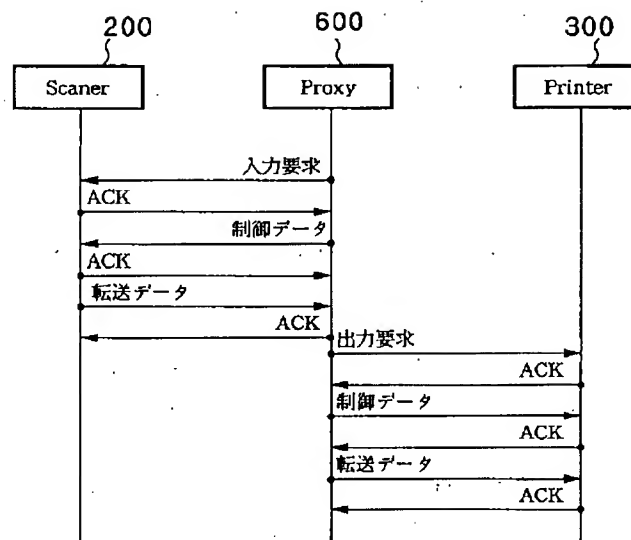 200 600 300
Scaner Proxy Printer
入力要求
ACK
制御データ
ACK
転送データ
ACK
出力要求
ACK
制御データ
ACK
転送データ
ACK